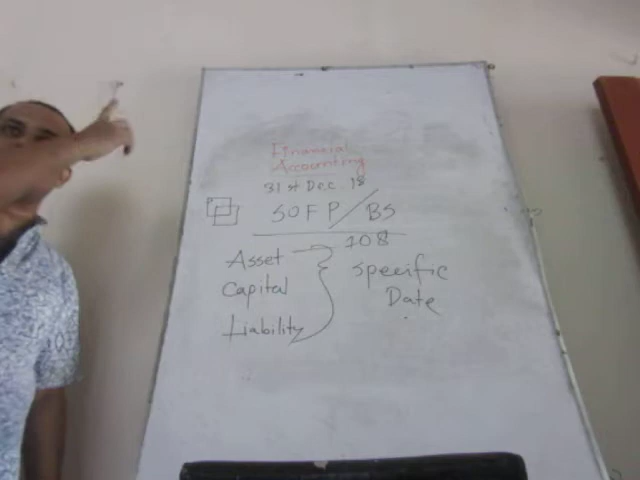 Financial
Accounting
31st Dec. 18
SOFP/BS
108
Asset
Capital
Liability
Specific
Date